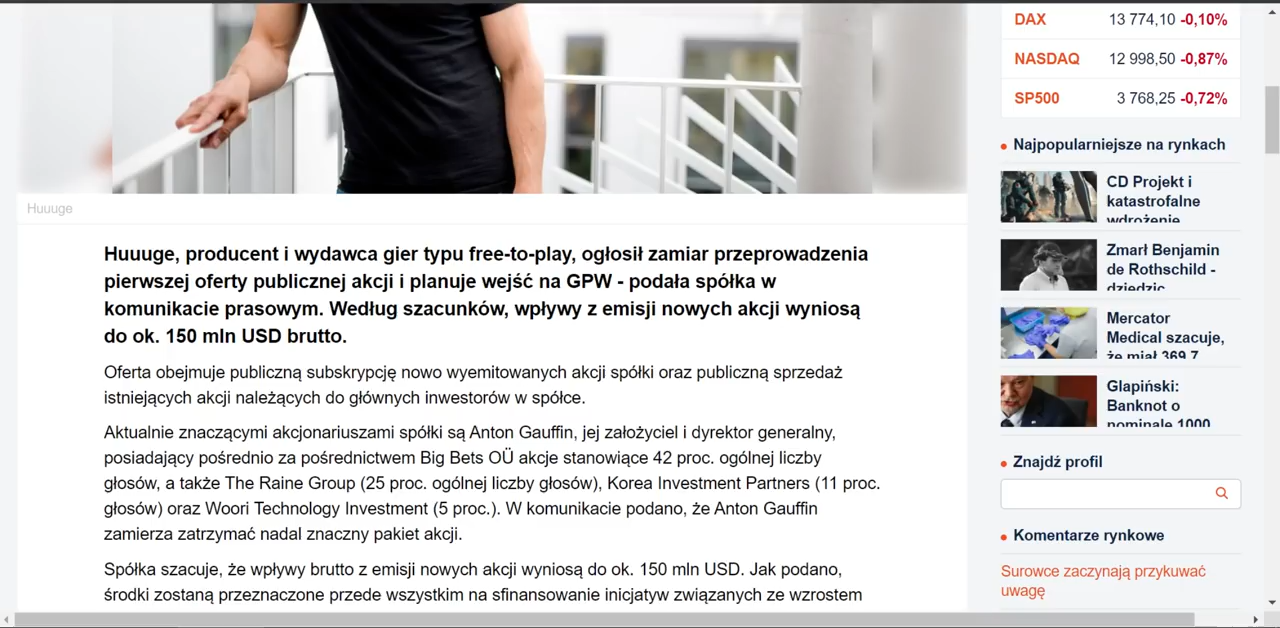 DAX 13 774,10 -0,10%
NASDAQ 12 998,50 -0,87%
SP500 3 768,25 -0,72%
Najpopularniejsze na rynkach
CD Projekt i
katastrofalne
wdrożenie
Zmarł Benjamin
de Rothschild -
dziedzic
Mercator
Medical szacuje,
że miał 369,7
Glapiński:
Banknot o
nominale 1000
Znajdź profil
Komentarze rynkowe
Surowce zaczynają przykuwać
uwagę
Huuuge
Huuuge, producent i wydawca gier typu free-to-play, ogłosił zamiar przeprowadzenia
pierwszej oferty publicznej akcji i planuje wejść na GPW - podała spółka w
komunikacie prasowym. Według szacunków, wpływy z emisji nowych akcji wyniosą
do ok. 150 mln USD brutto.
Oferta obejmuje publiczną subskrypcję nowo wyemitowanych akcji spółki oraz publiczną sprzedaż
istniejących akcji należących do głównych inwestorów w spółce.
Aktualnie znaczącymi akcjonariuszami spółki są Anton Gauffin, jej założyciel i dyrektor generalny,
posiadający pośrednio za pośrednictwem Big Bets OÜ akcje stanowiące 42 proc. ogólnej liczby
głosów, a także The Raine Group (25 proc. ogólnej liczby głosów), Korea Investment Partners (11 proc.
głosów) oraz Woori Technology Investment (5 proc.). W komunikacie podano, że Anton Gauffin
zamierza zatrzymać nadal znaczny pakiet akcji.
Spółka szacuje, że wpływy brutto z emisji nowych akcji wyniosą do ok. 150 mln USD. Jak podano,
środki zostaną przeznaczone przede wszystkim na sfinansowanie inicjatyw związanych ze wzrostem